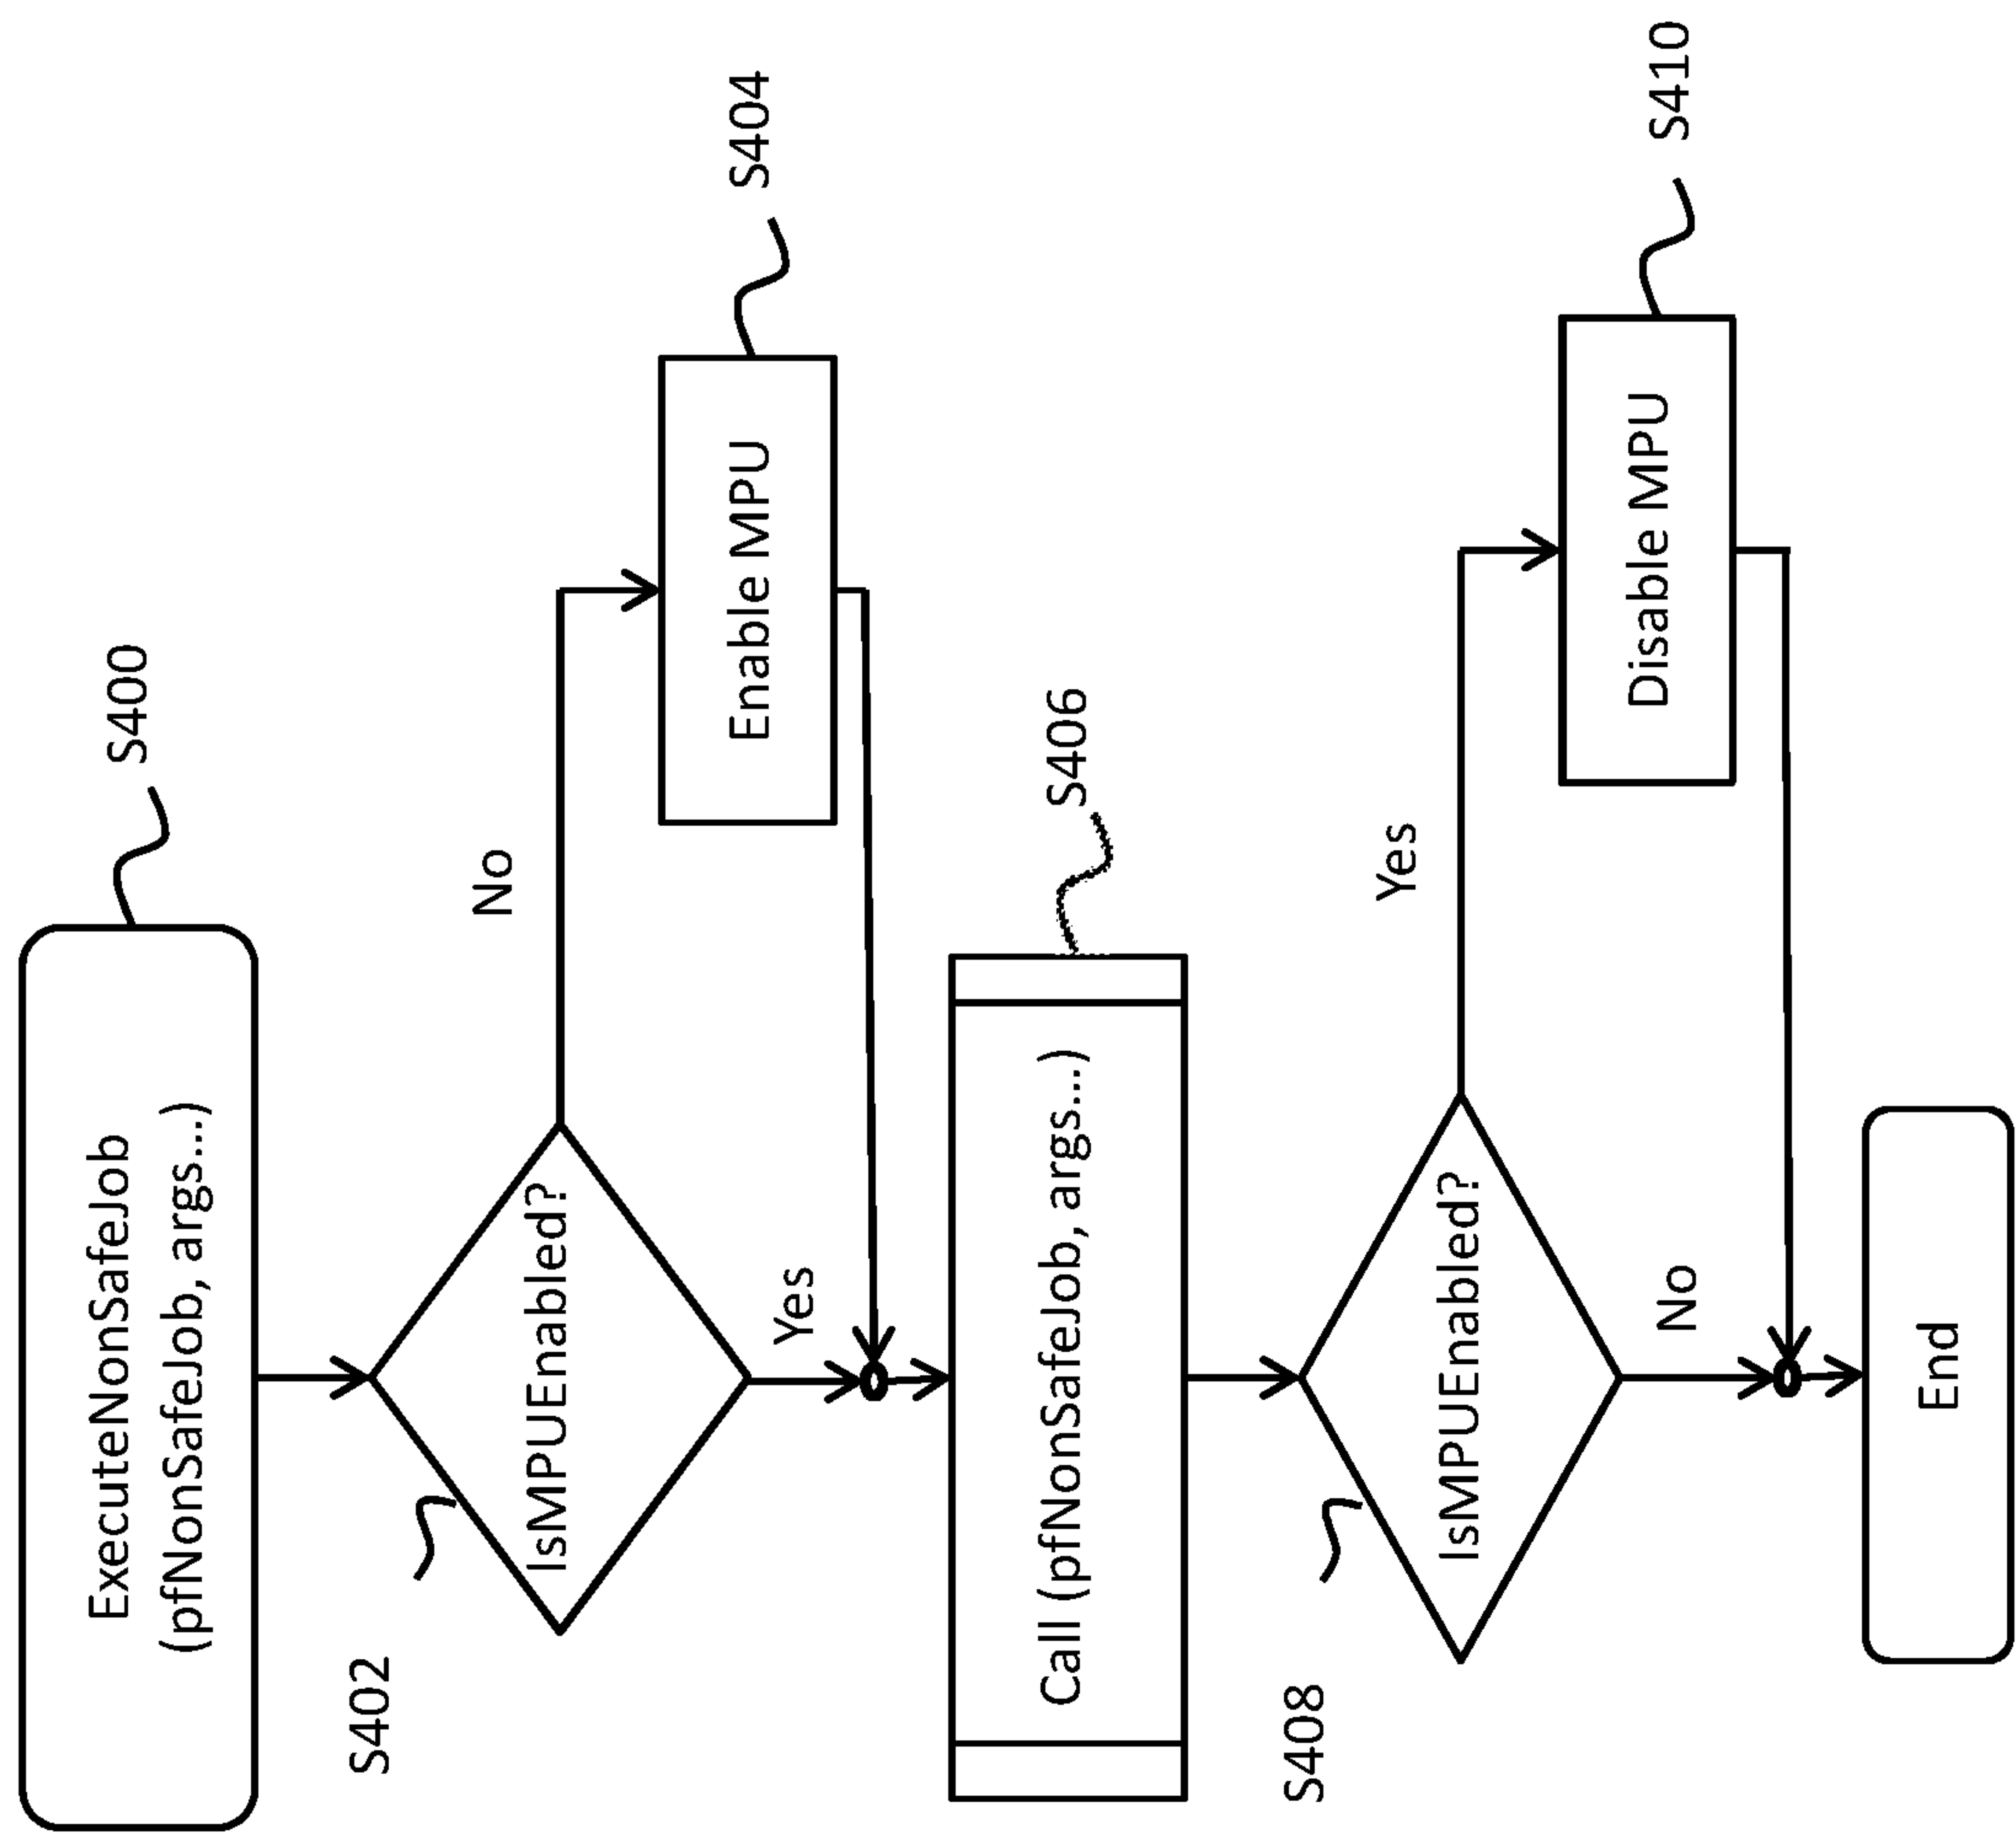 ExecuteNonSafeJob
(pfNonSafeJob, args...)
S400
S402
IsMPUEnabled?
No
Enable MPU
S404
Yes
Call (pfNonSafeJob, args...)
S406
S408
IsMPUEnabled?
Yes
Disable MPU
S410
No
End